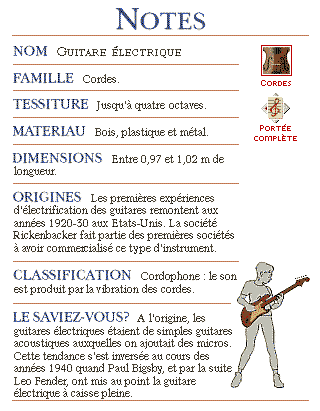 NOTES
NOM Guitare électrique
FAMILLE Cordes.
TESSITURE Jusqu'à quatre octaves.
MATERIAU Bois, plastique et métal.
DIMENSIONS Entre 0,97 et 1,02 m de
longueur.
ORIGINES Les premières expériences
d'électrification des guitares remontent aux
années 1920-30 aux Etats-Unis. La société
Rickenbacker fait partie des premières sociétés
à avoir commercialisé ce type d'instrument.
CLASSIFICATION Cordophone : le son
est produit par la vibration des cordes.
LE SAVIEZ-VOUS? A l'origine, les
guitares électriques étaient de simples guitares
acoustiques auxquelles on ajoutait des micros.
Cette tendance s'est inversée au cours des
années 1940 quand Paul Bigsby, et par la suite
Leo Fender, ont mis au point la guitare
électrique à caisse pleine.
CORDES
PORTÉE
COMPLÈTE